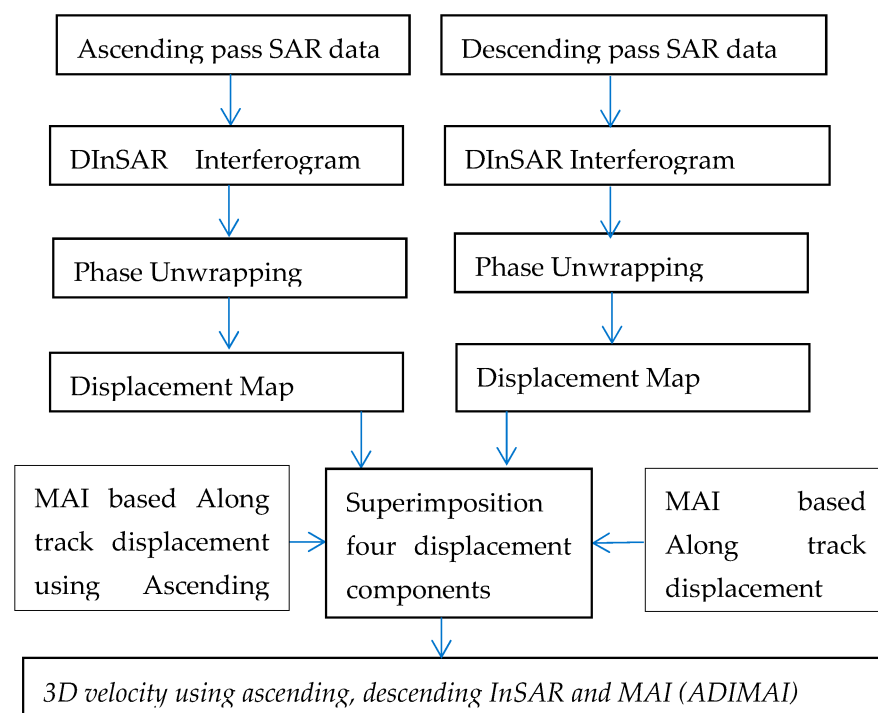 Ascending pass SAR data
Descending pass SAR data
DInSAR Interferogram
DInSAR Interferogram
Phase Unwrapping
Phase Unwrapping
Displacement Map
Displacement Map
MAI based Along
track displacement
using Ascending
Superimposition
four displacement
components
MAI based
Along track
displacement
3D velocity using ascending, descending InSAR and MAI (ADIMAI)